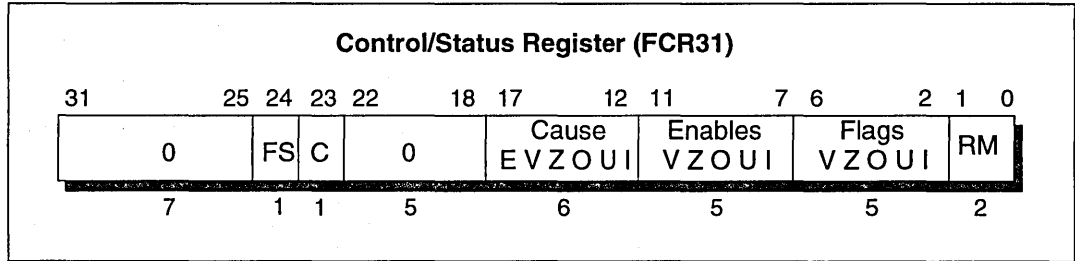 Control/Status Register (FCR31)
31 25 24 23 22 18 17 12 11 7 6 2 1 0
0 FS C 0 Cause Enables Flags RM
E V Z O U I V Z O U I V Z O U I
7 1 1 5 6 5 5 2